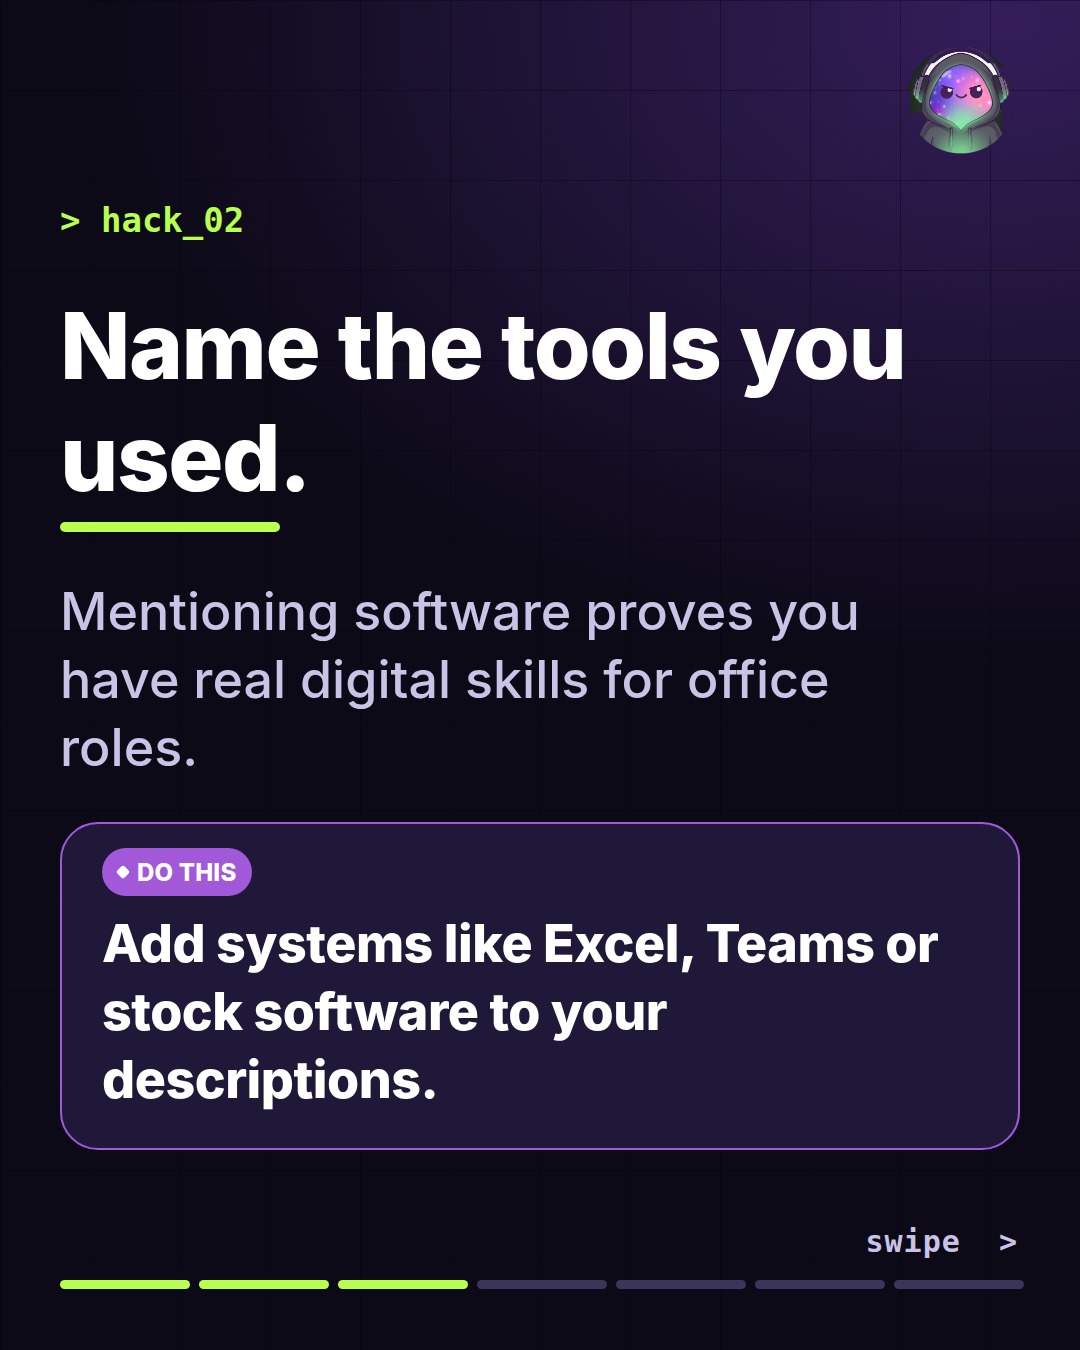 > hack_02
Name the tools you
used.
Mentioning software proves you
have real digital skills for office
roles.
DO THIS
Add systems like Excel, Teams or
stock software to your
descriptions.
swipe >